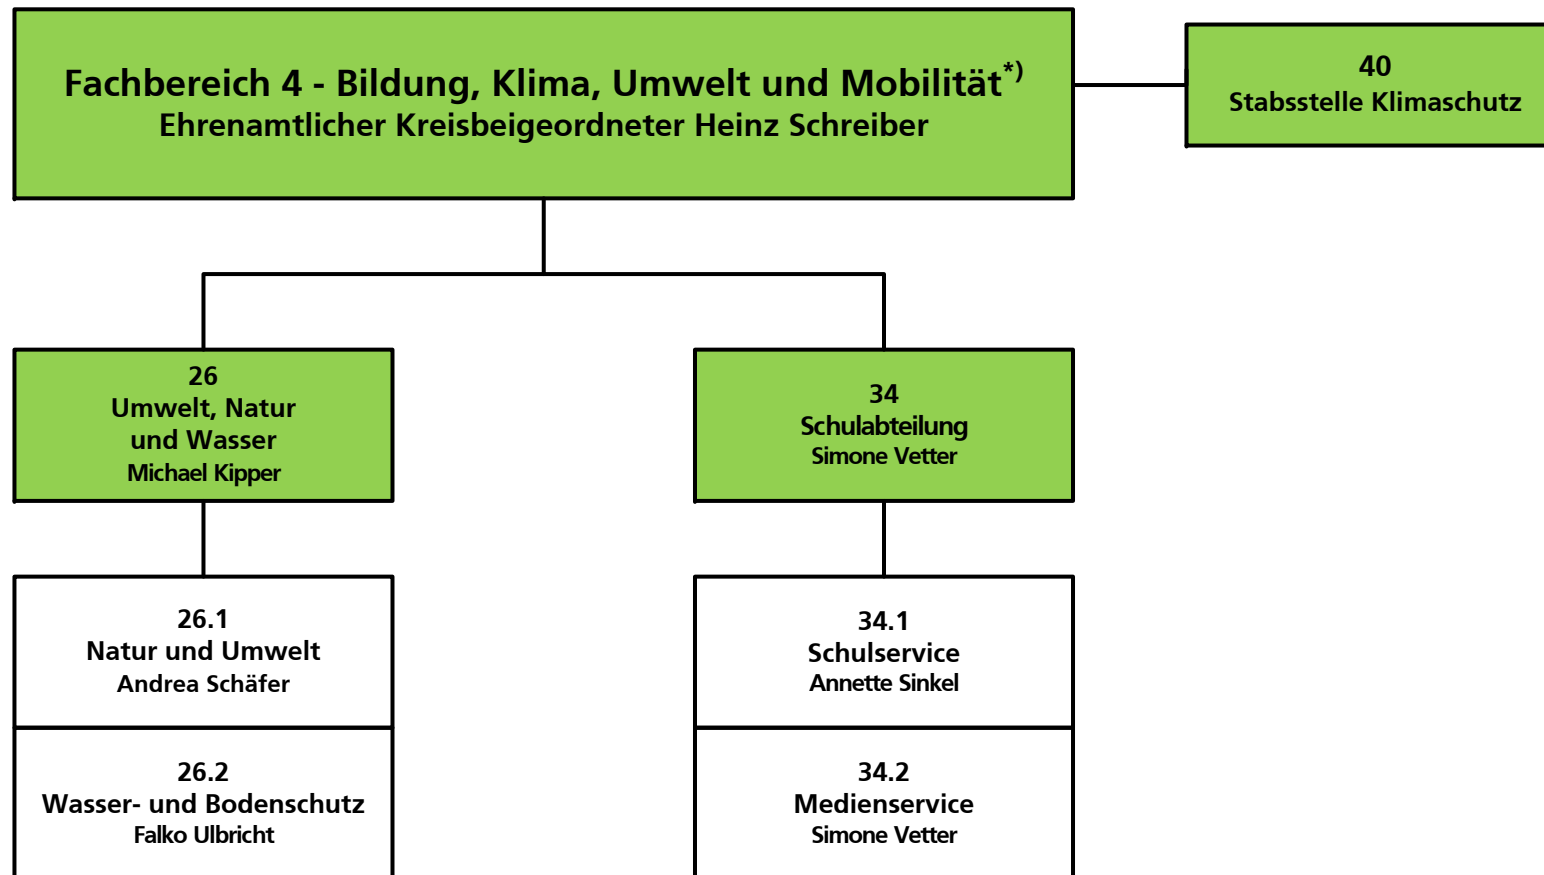 Fachbereich 4 - Bildung, Klima, Umwelt und Mobilität*)
Ehrenamtlicher Kreisbeigeordneter Heinz Schreiber
40
Stabsstelle Klimaschutz
26
Umwelt, Natur
und Wasser
Michael Kipper
34
Schulabteilung
Simone Vetter
26.1
Natur und Umwelt
Andrea Schäfer
34.1
Schulservice
Annette Sinkel
26.2
Wasser- und Bodenschutz
Falko Ulbricht
34.2
Medienservice
Simone Vetter